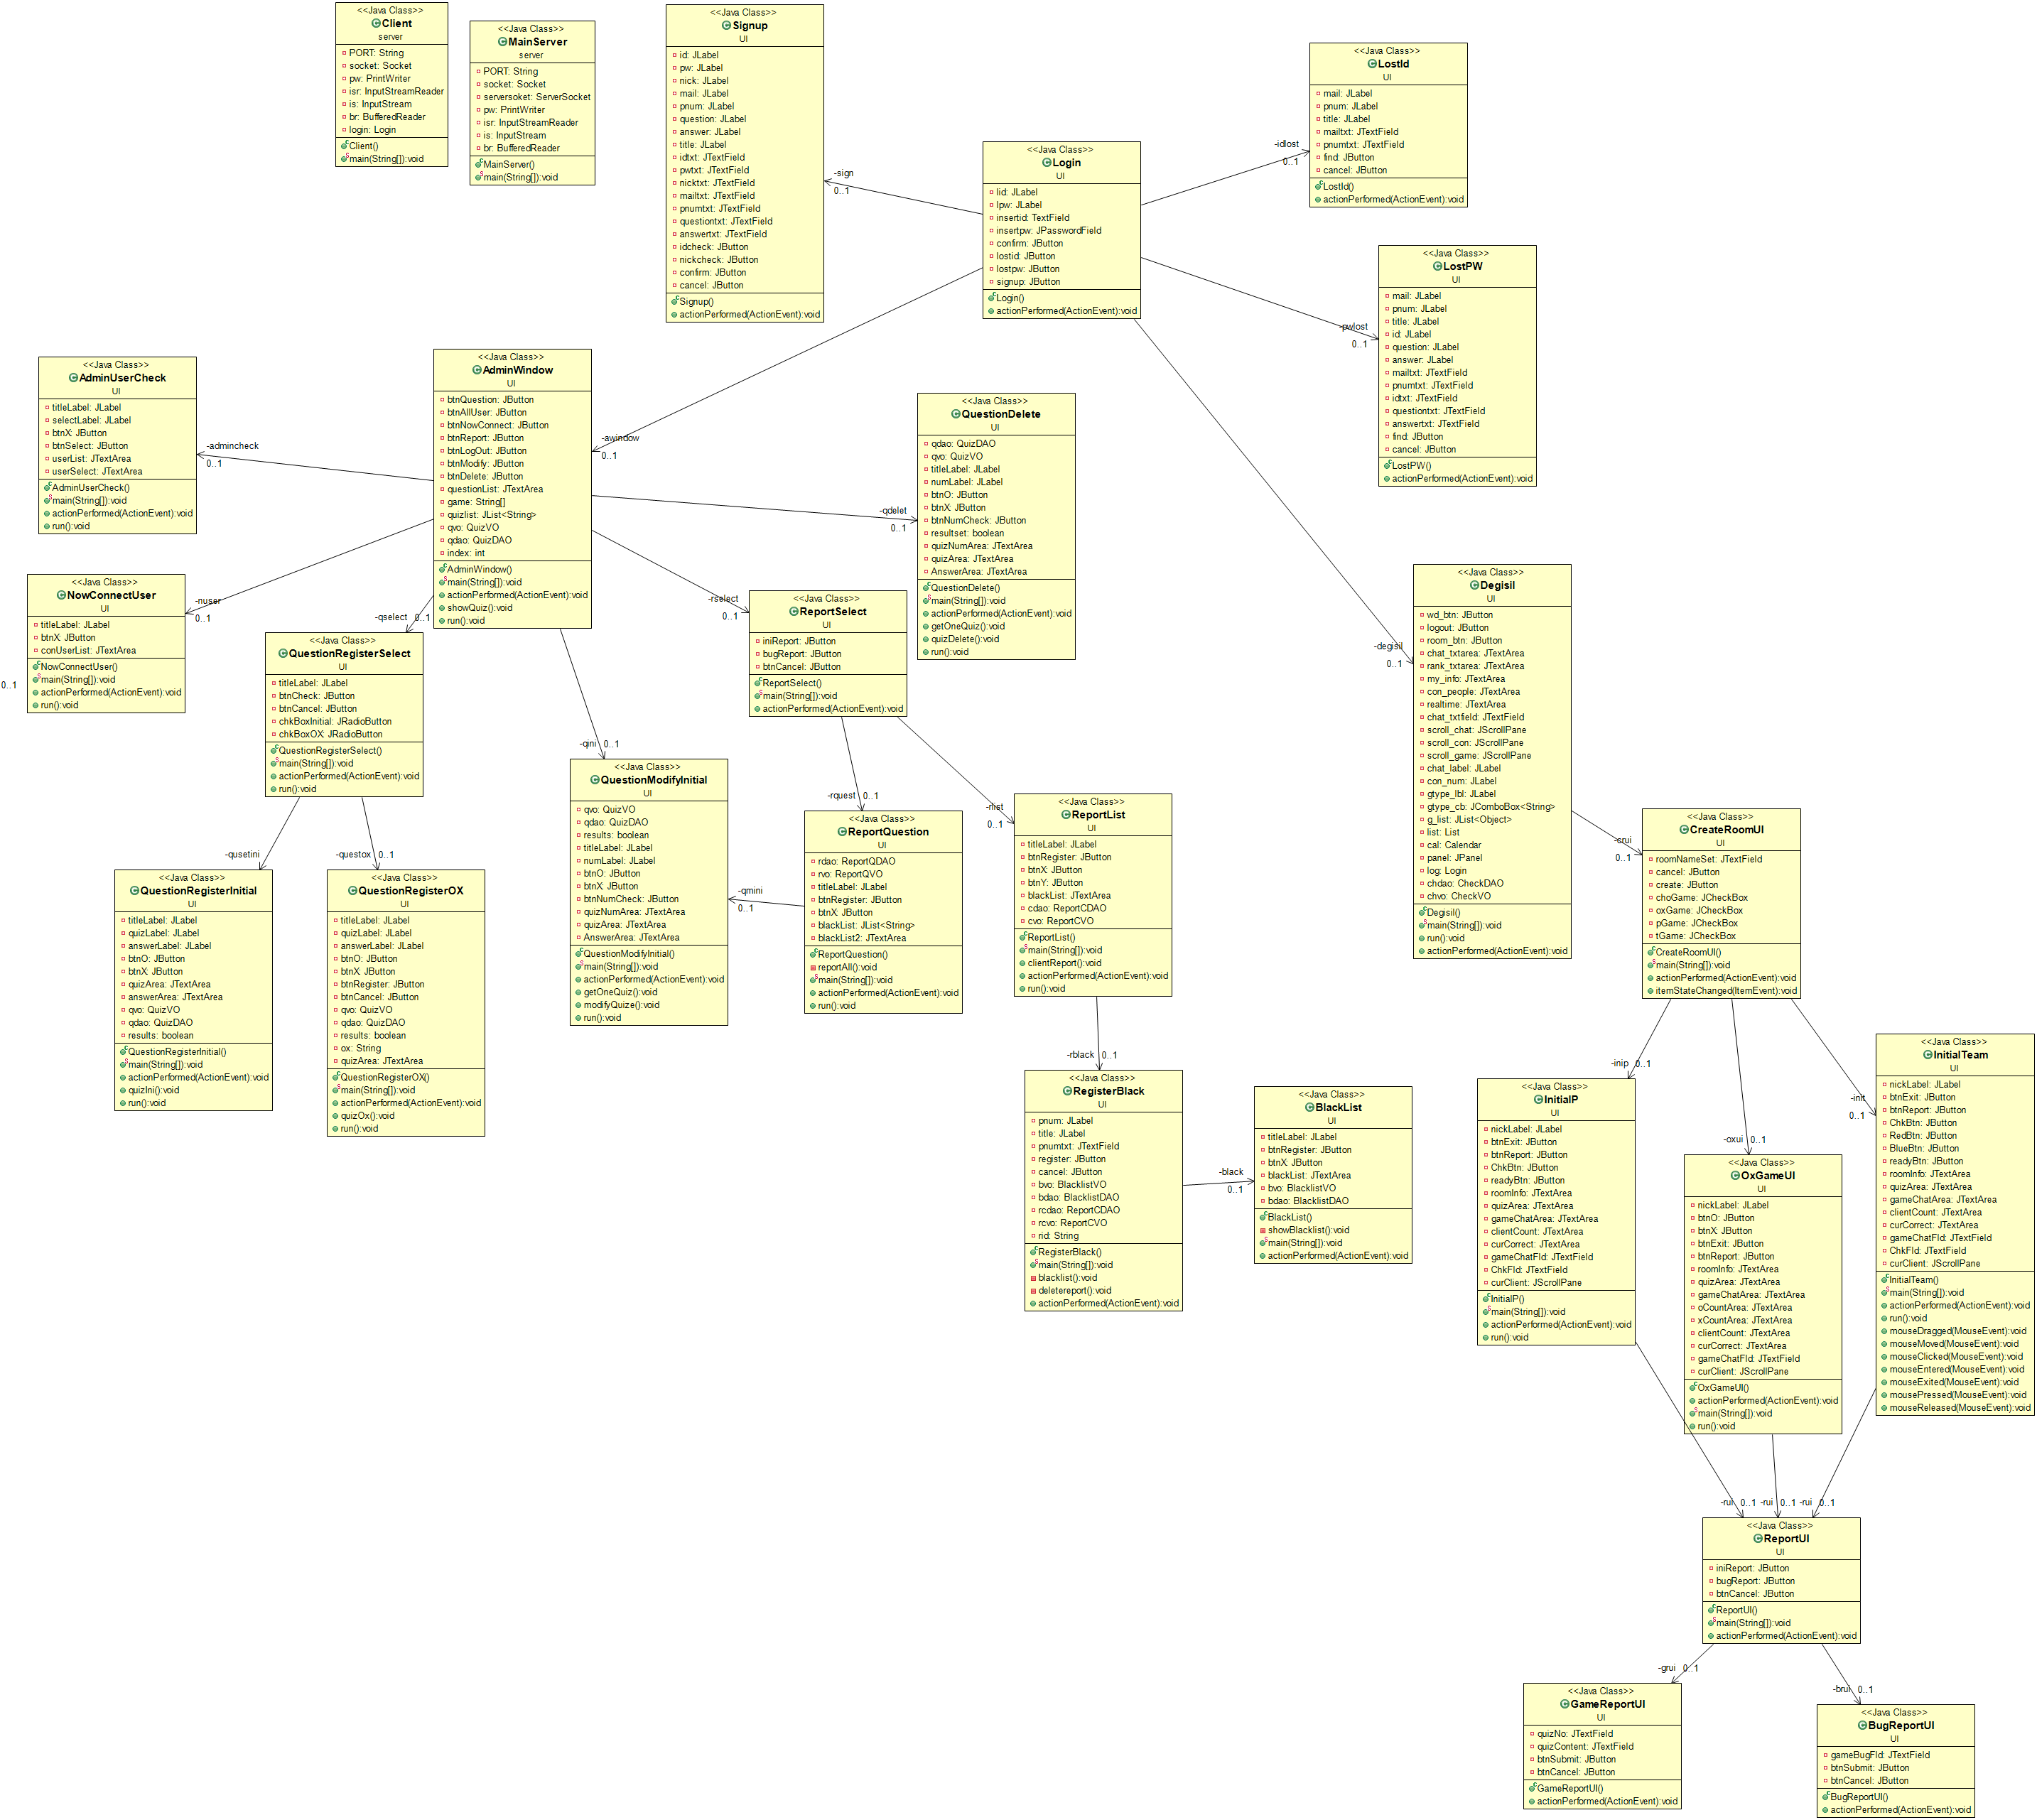 <<Java Class>>
Client
server
PORT: String
socket: Socket
pw: PrintWriter
isr: InputStreamReader
is: InputStream
br: BufferedReader
login: Login
Client()
main(String[]):void
<<Java Class>>
MainServer
server
PORT: String
socket: Socket
serversoket: ServerSocket
pw: PrintWriter
isr: InputStreamReader
is: InputStream
br: BufferedReader
MainServer()
main(String[]):void
<<Java Class>>
Signup
UI
id: JLabel
pw: JLabel
nick: JLabel
mail: JLabel
pnum: JLabel
question: JLabel
answer: JLabel
title: JLabel
idtxt: JTextField
pwtxt: JTextField
nicktxt: JTextField
mailtxt: JTextField
pnumtxt: JTextField
questiontxt: JTextField
answertxt: JTextField
idcheck: JButton
nickcheck: JButton
confirm: JButton
cancel: JButton
Signup()
actionPerformed(ActionEvent):void
-sign
0..1
<<Java Class>>
Login
UI
lid: JLabel
lpw: JLabel
insertid: TextField
insertpw: JPasswordField
confirm: JButton
lostid: JButton
lostpw: JButton
signup: JButton
Login()
actionPerformed(ActionEvent):void
-idlost
0..1
<<Java Class>>
LostId
UI
mail: JLabel
pnum: JLabel
title: JLabel
mailtxt: JTextField
pnumtxt: JTextField
find: JButton
cancel: JButton
LostId()
actionPerformed(ActionEvent):void
-pwlost
0..1
<<Java Class>>
LostPW
UI
mail: JLabel
pnum: JLabel
title: JLabel
id: JLabel
question: JLabel
answer: JLabel
mailtxt: JTextField
pnumtxt: JTextField
idtxt: JTextField
questiontxt: JTextField
answertxt: JTextField
find: JButton
cancel: JButton
LostPW()
actionPerformed(ActionEvent):void
<<Java Class>>
AdminUserCheck
UI
titleLabel: JLabel
selectLabel: JLabel
btnX: JButton
btnSelect: JButton
userList: JTextArea
userSelect: JTextArea
AdminUserCheck()
main(String[]):void
actionPerformed(ActionEvent):void
run():void
-admincheck
0..1
<<Java Class>>
AdminWindow
UI
btnQuestion: JButton
btnAllUser: JButton
btnNowConnect: JButton
btnReport: JButton
btnLogOut: JButton
btnModify: JButton
btnDelete: JButton
questionList: JTextArea
game: String[]
quizlist: JList<String>
qvo: QuizVO
qdao: QuizDAO
index: int
AdminWindow()
main(String[]):void
actionPerformed(ActionEvent):void
showQuiz():void
run():void
-awindow
0..1
<<Java Class>>
QuestionDelete
UI
qdao: QuizDAO
qvo: QuizVO
titleLabel: JLabel
numLabel: JLabel
btnO: JButton
btnX: JButton
btnNumCheck: JButton
resultset: boolean
quizNumArea: JTextArea
quizArea: JTextArea
AnswerArea: JTextArea
QuestionDelete()
main(String[]):void
actionPerformed(ActionEvent):void
getOneQuiz():void
quizDelete():void
run():void
-qdelet
0..1
<<Java Class>>
NowConnectUser
UI
titleLabel: JLabel
btnX: JButton
conUserList: JTextArea
NowConnectUser()
main(String[]):void
actionPerformed(ActionEvent):void
run():void
-nuser
0..1
0..1
-qselect
0..1
<<Java Class>>
QuestionRegisterSelect
UI
titleLabel: JLabel
btnCheck: JButton
btnCancel: JButton
chkBoxInitial: JRadioButton
chkBoxOX: JRadioButton
QuestionRegisterSelect()
main(String[]):void
actionPerformed(ActionEvent):void
run():void
-rselect
0..1
<<Java Class>>
ReportSelect
UI
iniReport: JButton
bugReport: JButton
btnCancel: JButton
ReportSelect()
main(String[]):void
actionPerformed(ActionEvent):void
-degisil
0..1
<<Java Class>>
Degisil
UI
wd_btn: JButton
logout: JButton
room_btn: JButton
chat_txtarea: JTextArea
rank_txtarea: JTextArea
my_info: JTextArea
con_people: JTextArea
realtime: JTextArea
chat_txtfield: JTextField
scroll_chat: JScrollPane
scroll_con: JScrollPane
scroll_game: JScrollPane
chat_label: JLabel
con_num: JLabel
gtype_lbl: JLabel
gtype_cb: JComboBox<String>
g_list: JList<Object>
list: List
cal: Calendar
panel: JPanel
log: Login
chdao: CheckDAO
chvo: CheckVO
Degisil()
main(String[]):void
run():void
actionPerformed(ActionEvent):void
-qini
0..1
<<Java Class>>
QuestionModifyInitial
UI
qvo: QuizVO
qdao: QuizDAO
results: boolean
titleLabel: JLabel
numLabel: JLabel
btnO: JButton
btnX: JButton
btnNumCheck: JButton
quizNumArea: JTextArea
quizArea: JTextArea
AnswerArea: JTextArea
QuestionModifyInitial()
main(String[]):void
actionPerformed(ActionEvent):void
getOneQuiz():void
modifyQuize():void
run():void
-qmini
0..1
-rquest
0..1
<<Java Class>>
ReportQuestion
UI
rdao: ReportQDAO
rvo: ReportQVO
titleLabel: JLabel
btnRegister: JButton
btnX: JButton
blackList: JList<String>
blackList2: JTextArea
ReportQuestion()
reportAll():void
main(String[]):void
actionPerformed(ActionEvent):void
run():void
-rlist
0..1
<<Java Class>>
ReportList
UI
titleLabel: JLabel
btnRegister: JButton
btnX: JButton
btnY: JButton
blackList: JTextArea
cdao: ReportCDAO
cvo: ReportCVO
ReportList()
main(String[]):void
clientReport():void
actionPerformed(ActionEvent):void
run():void
-crui
0..1
<<Java Class>>
CreateRoomUI
UI
roomNameSet: JTextField
cancel: JButton
create: JButton
choGame: JCheckBox
oxGame: JCheckBox
pGame: JCheckBox
tGame: JCheckBox
CreateRoomUI()
main(String[]):void
actionPerformed(ActionEvent):void
itemStateChanged(ItemEvent):void
-qusetini
<<Java Class>>
QuestionRegisterInitial
UI
titleLabel: JLabel
quizLabel: JLabel
answerLabel: JLabel
btnO: JButton
btnX: JButton
quizArea: JTextArea
answerArea: JTextArea
qvo: QuizVO
qdao: QuizDAO
results: boolean
QuestionRegisterInitial()
main(String[]):void
actionPerformed(ActionEvent):void
quizIni():void
run():void
-questox
0..1
<<Java Class>>
QuestionRegisterOX
UI
titleLabel: JLabel
quizLabel: JLabel
answerLabel: JLabel
btnO: JButton
btnX: JButton
btnRegister: JButton
btnCancel: JButton
qvo: QuizVO
qdao: QuizDAO
results: boolean
ox: String
quizArea: JTextArea
QuestionRegisterOX()
main(String[]):void
actionPerformed(ActionEvent):void
quizOx():void
run():void
-rblack
0..1
<<Java Class>>
RegisterBlack
UI
pnum: JLabel
title: JLabel
pnumtxt: JTextField
register: JButton
cancel: JButton
bvo: BlacklistVO
bdao: BlacklistDAO
rcdao: ReportCDAO
rcvo: ReportCVO
rid: String
RegisterBlack()
main(String[]):void
blacklist():void
deletereport():void
actionPerformed(ActionEvent):void
-black
0..1
<<Java Class>>
BlackList
UI
titleLabel: JLabel
btnRegister: JButton
btnX: JButton
blackList: JTextArea
bvo: BlacklistVO
bdao: BlacklistDAO
BlackList()
showBlacklist():void
main(String[]):void
actionPerformed(ActionEvent):void
-inip
0..1
<<Java Class>>
InitialP
UI
nickLabel: JLabel
btnExit: JButton
btnReport: JButton
ChkBtn: JButton
readyBtn: JButton
roomInfo: JTextArea
quizArea: JTextArea
gameChatArea: JTextArea
clientCount: JTextArea
curCorrect: JTextArea
gameChatFld: JTextField
ChkFld: JTextField
curClient: JScrollPane
InitialP()
main(String[]):void
actionPerformed(ActionEvent):void
run():void
-oxui
0..1
<<Java Class>>
OxGameUI
UI
nickLabel: JLabel
btnO: JButton
btnX: JButton
btnExit: JButton
btnReport: JButton
roomInfo: JTextArea
quizArea: JTextArea
gameChatArea: JTextArea
oCountArea: JTextArea
xCountArea: JTextArea
clientCount: JTextArea
curCorrect: JTextArea
gameChatFld: JTextField
curClient: JScrollPane
OxGameUI()
actionPerformed(ActionEvent):void
main(String[]):void
run():void
-init
0..1
<<Java Class>>
InitialTeam
UI
nickLabel: JLabel
btnExit: JButton
btnReport: JButton
ChkBtn: JButton
RedBtn: JButton
BlueBtn: JButton
readyBtn: JButton
roomInfo: JTextArea
quizArea: JTextArea
gameChatArea: JTextArea
clientCount: JTextArea
curCorrect: JTextArea
gameChatFld: JTextField
ChkFld: JTextField
curClient: JScrollPane
InitialTeam()
main(String[]):void
actionPerformed(ActionEvent):void
run():void
mouseDragged(MouseEvent):void
mouseMoved(MouseEvent):void
mouseClicked(MouseEvent):void
mouseEntered(MouseEvent):void
mouseExited(MouseEvent):void
mousePressed(MouseEvent):void
mouseReleased(MouseEvent):void
-rui 0..1 -rui 0..1 -rui 0..1
<<Java Class>>
ReportUI
UI
iniReport: JButton
bugReport: JButton
btnCancel: JButton
ReportUI()
main(String[]):void
actionPerformed(ActionEvent):void
-grui 0..1
<<Java Class>>
GameReportUI
UI
quizNo: JTextField
quizContent: JTextField
btnSubmit: JButton
btnCancel: JButton
GameReportUI()
actionPerformed(ActionEvent):void
-brui 0..1
<<Java Class>>
BugReportUI
UI
gameBugFld: JTextField
btnSubmit: JButton
btnCancel: JButton
BugReportUI()
actionPerformed(ActionEvent):void